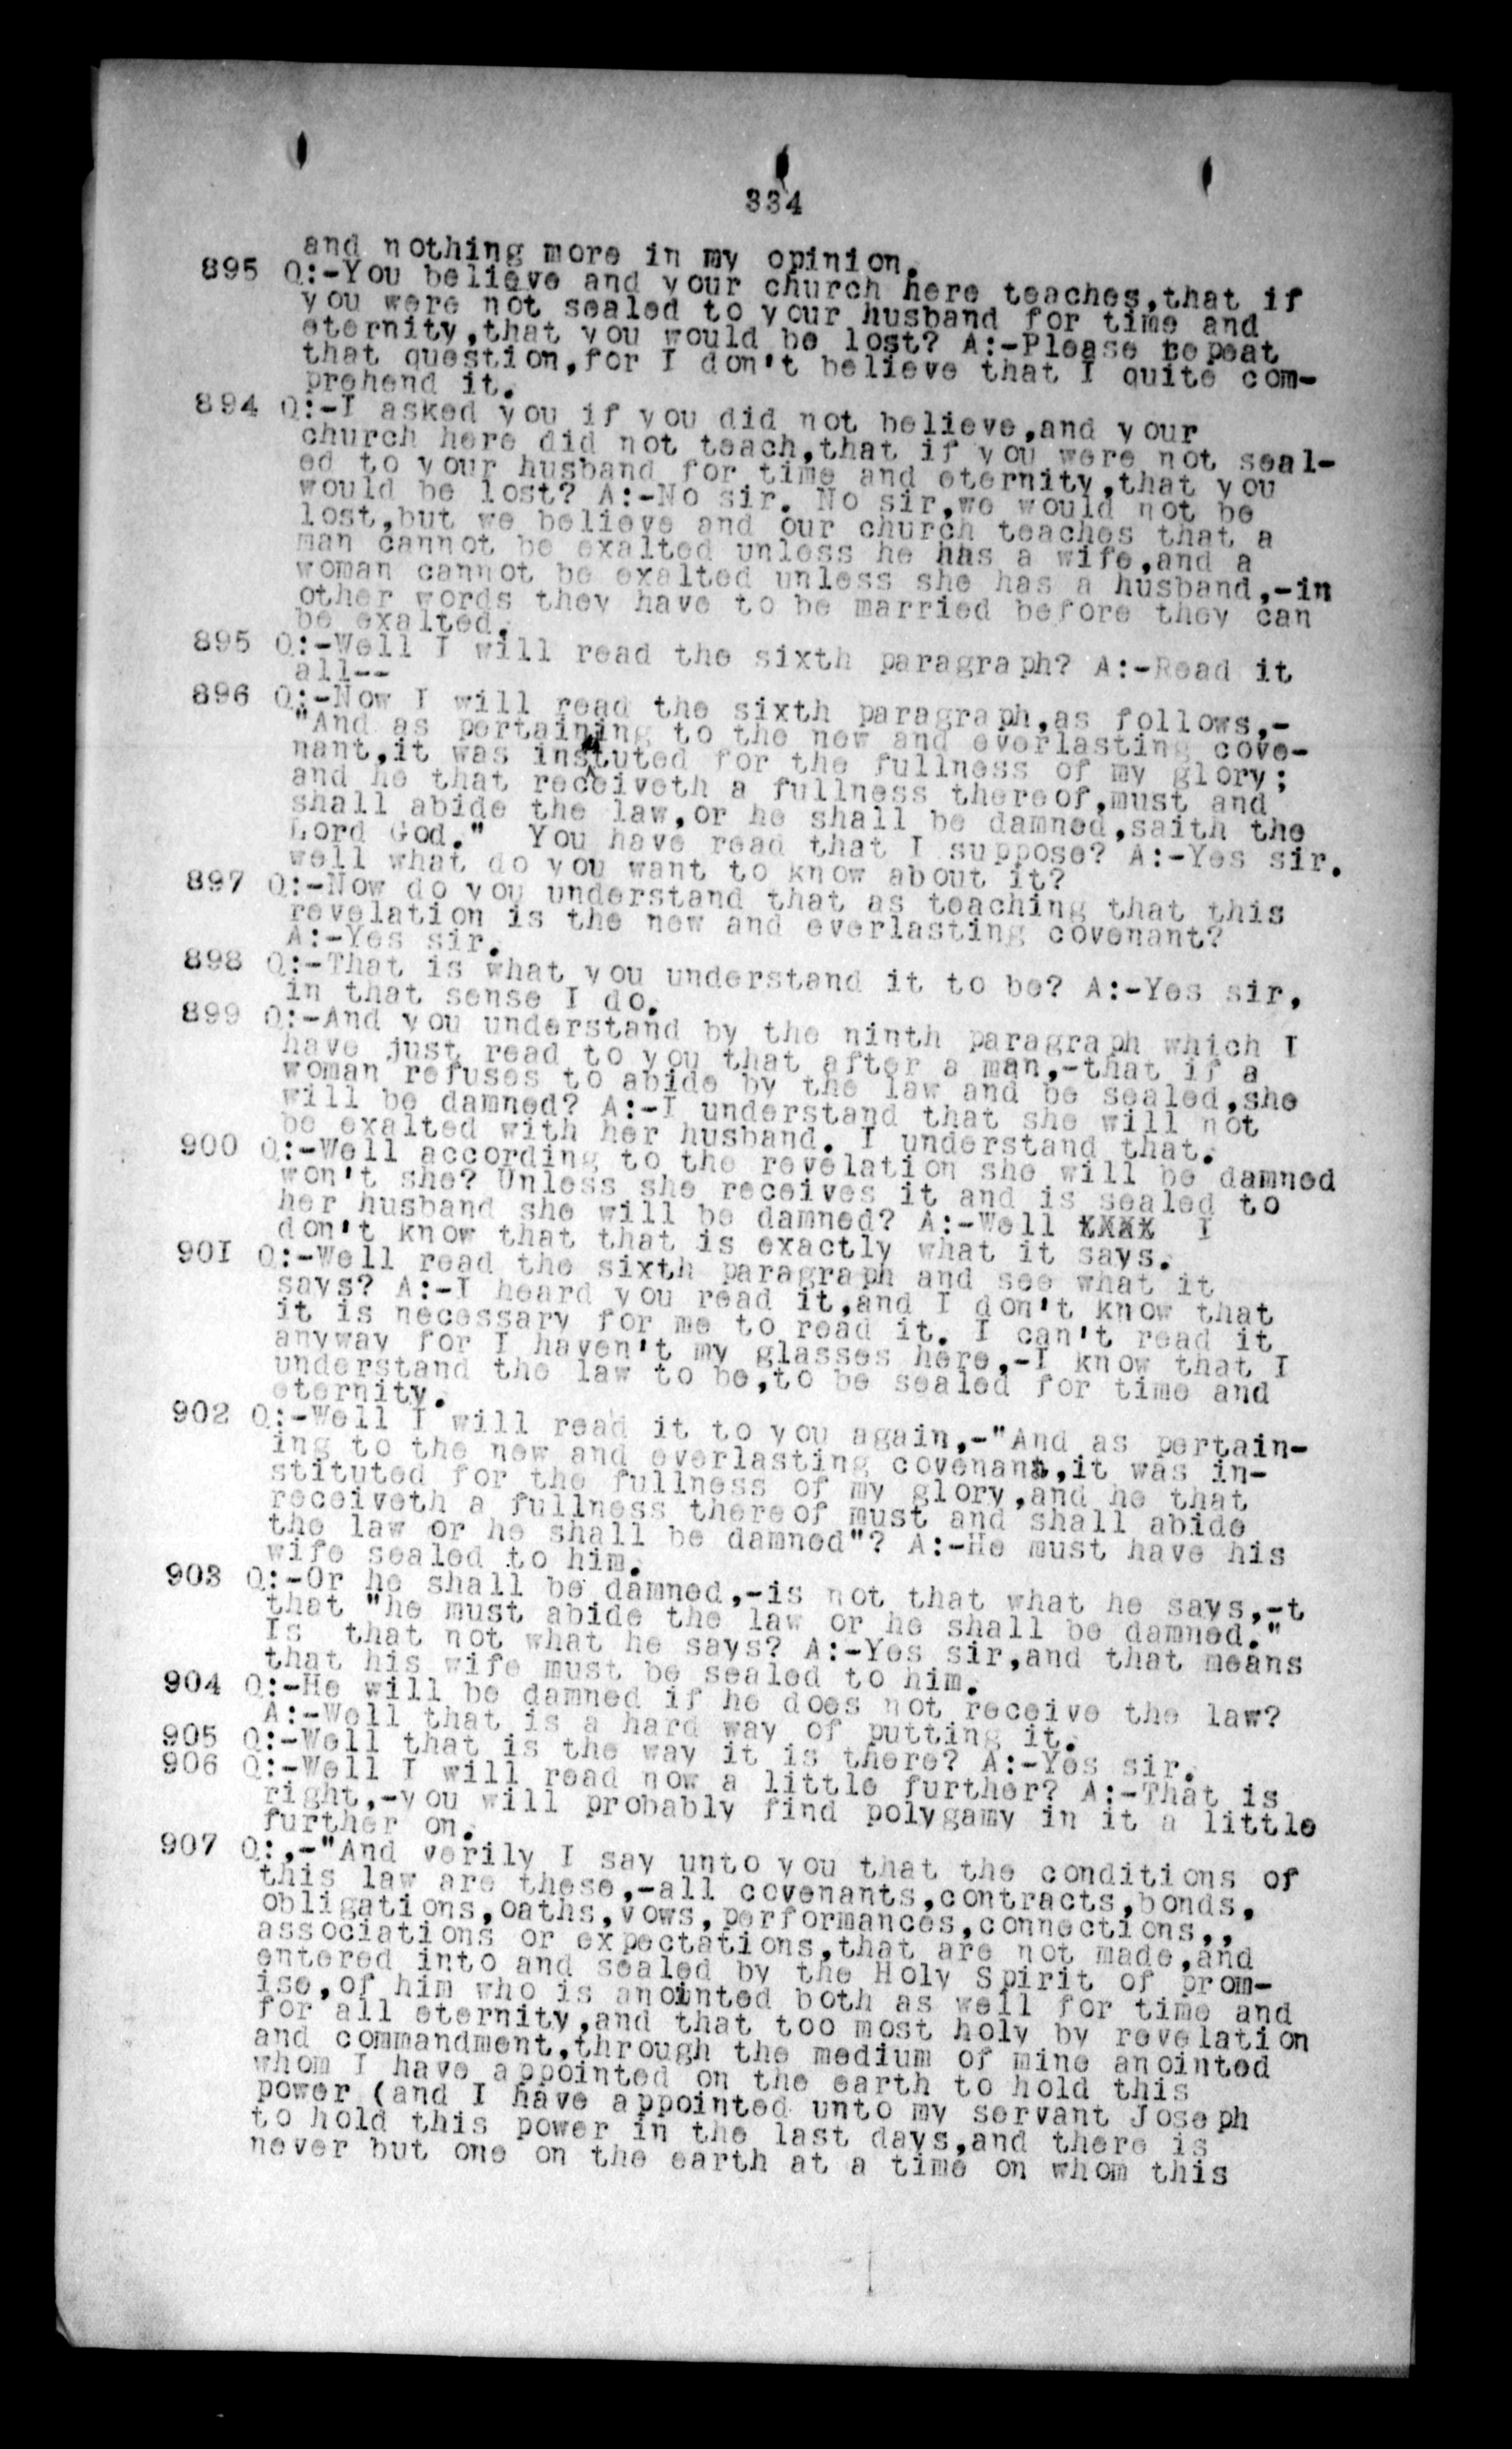 334
and nothing more in my opinion.
895 Q:-You believe and your church here teaches,that if
you were not sealed to your husband for time and
eternity,that you would be lost? A:-Please repeat
that question,for I don't believe that I quite com-
prehend it.
894 Q:-I asked you if you did not believe,and your
church here did not teach,that if you were not seal-
ed to your husband for time and eternity,that you
would be lost? A:-No sir. No sir,we would not be
lost,but we believe and our church teaches that a
man cannot be exalted unless he has a wife,and a
woman cannot be exalted unless she has a husband,-in
other words they have to be married before they can
be exalted.
895 Q:-Well I will read the sixth paragraph? A:-Read it
all--
896 Q:-Now I will read the sixth paragraph,as follows,-
"And as pertaining to the new and everlasting cove-
nant,it was instuted for the fullness of my glory;
and he that receiveth a fullness thereof,must and
shall abide the law,or he shall be damned,saith the
Lord God." You have read that I suppose? A:-Yes sir.
well what do you want to know about it?
897 Q:-Now do you understand that as teaching that this
revelation is the new and everlasting covenant?
A:-Yes sir.
898 Q:-That is what you understand it to be? A:-Yes sir,
in that sense I do.
899 Q:-And you understand by the ninth paragraph which I
have just read to you that after a man,-that if a
woman refuses to abide by the law and be sealed,she
will be damned? A:-I understand that she will not
be exalted with her husband. I understand that.
900 Q:-Well according to the revelation she will be damned
won't she? Unless she receives it and is sealed to
her husband she will be damned? A:-Well xxxx I
don't know that that is exactly what it says.
901 Q:-Well read the sixth paragraph and see what it
says? A:-I heard you read it,and I don't know that
it is necessary for me to read it. I can't read it
anyway for I haven't my glasses here,-I know that I
understand the law to be,to be sealed for time and
eternity.
902 Q:-Well I will read it to you again,-"And as pertain-
ing to the new and everlasting covenant,it was in-
stituted for the fullness of my glory,and he that
receiveth a fullness thereof must and shall abide
the law or he shall be damned"? A:-He must have his
wife sealed to him.
903 Q:-Or he shall be damned,-is not that what he says,-t
that "he must abide the law or he shall be damned."
Is that not what he says? A:-Yes sir,and that means
that his wife must be sealed to him.
904 Q:-He will be damned if he does not receive the law?
A:-Well that is a hard way of putting it.
905 Q:-Well that is the way it is there? A:-Yes sir.
906 Q:-Well I will read now a little further? A:-That is
right,-you will probably find polygamy in it a little
further on.
907 Q:,-"And verily I say unto you that the conditions of
this law are these,-all covenants,contracts,bonds,
obligations,oaths,vows,performances,connections,,
associations or expectations,that are not made,and
entered into and sealed by the Holy Spirit of prom-
ise,of him who is anointed both as well for time and
for all eternity,and that too most holy by revelation
and commandment,through the medium of mine anointed
whom I have appointed on the earth to hold this
power (and I have appointed unto my servant Joseph
to hold this power in the last days,and there is
never but one on the earth at a time on whom this